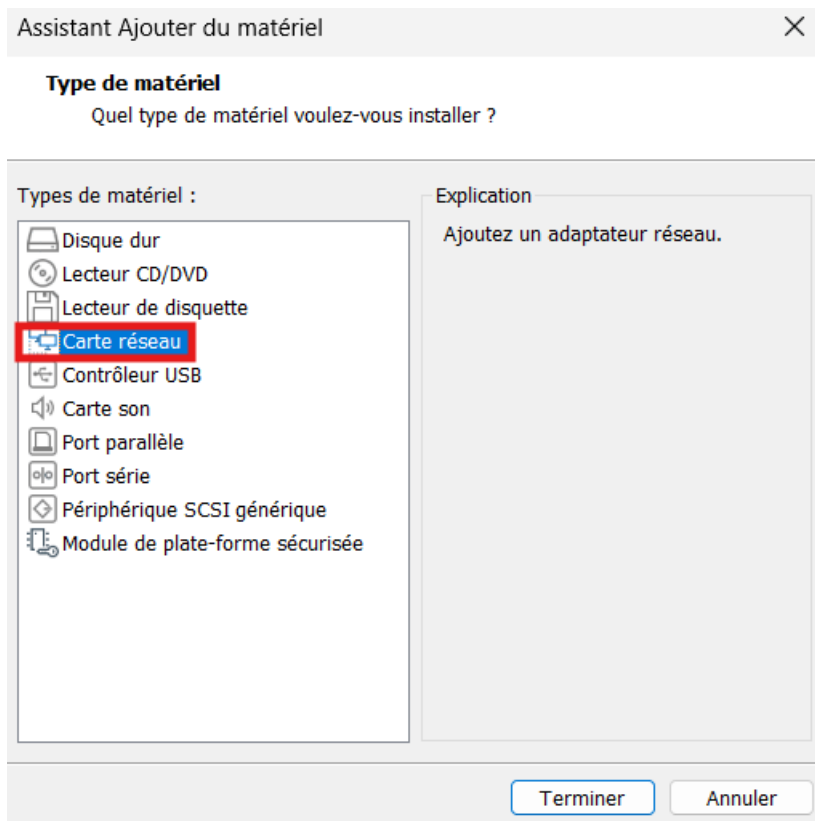 Assistant Ajouter du matériel
Type de matériel
Quel type de matériel voulez-vous installer ?
Types de matériel :
Disque dur
Lecteur CD/DVD
Lecteur de disquette
Carte réseau
Contrôleur USB
Carte son
Port parallèle
Port série
Périphérique SCSI générique
Module de plate-forme sécurisée
Explication
Ajoutez un adaptateur réseau.
Terminer
Annuler